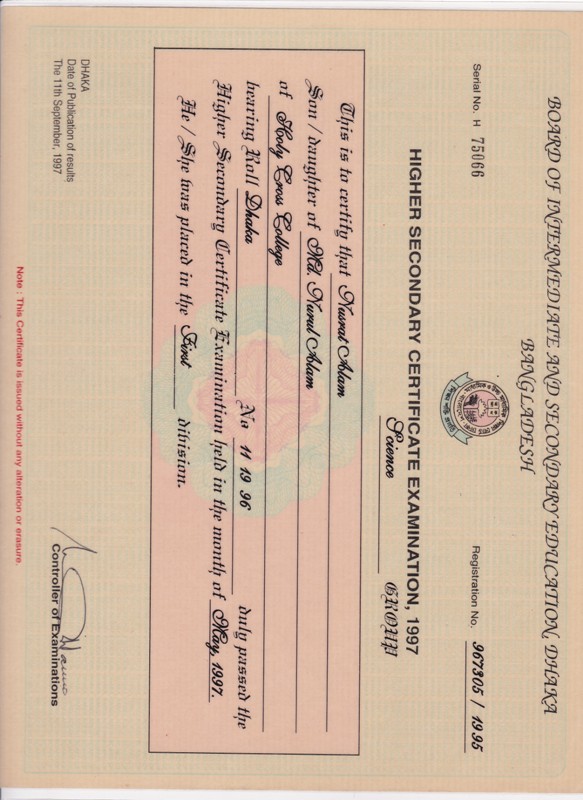 BOARD OF INTERMEDIATE AND SECONDARY EDUCATION, DHAKA
BANGLADESH
Serial No. H 75066
Registration No. 967305 / 1995
HIGHER SECONDARY CERTIFICATE EXAMINATION, 1997
Science GROUP
This is to certify that Nusrat Alam
Son / daughter of Md. Nurul Alam
of Holy Cross College
bearing Roll Dhaka No 11 19 96 duly passed the
Higher Secondary Certificate Examination held in the month of May, 1997.
He / She was placed in the First division.
DHAKA
Date of Publication of results
The 11th September, 1997
Controller of Examinations
Note : This Certificate is issued without any alteration or erasure.